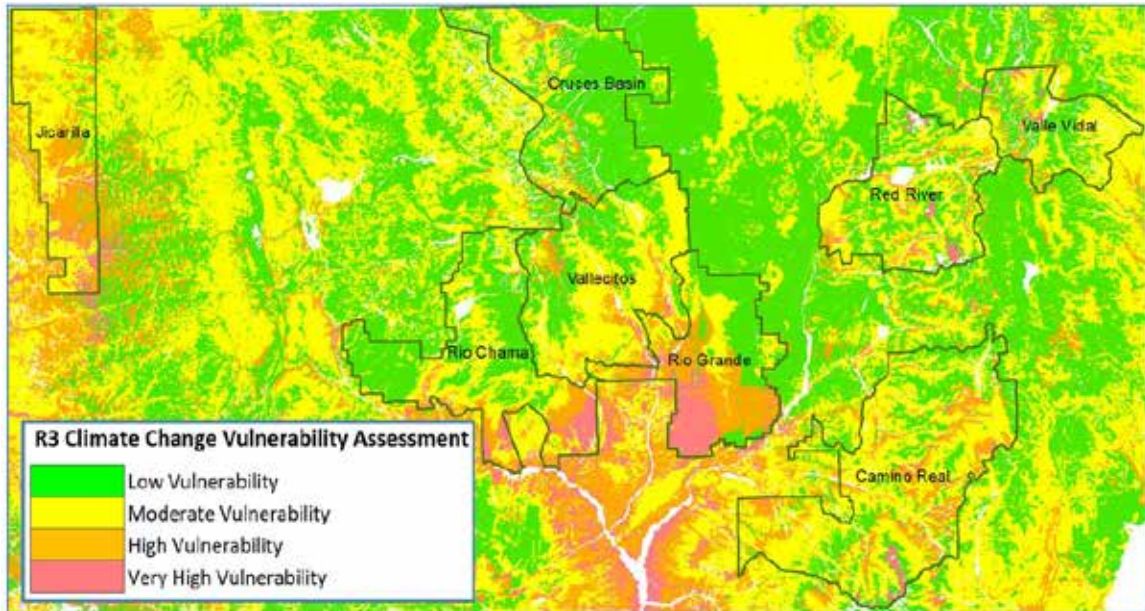 Cruces Basin
Jicarilla
Valle Vidal
Red River
Vallecitos
Rio Chama
Rio Grande
Camino Real
R3 Climate Change Vulnerability Assessment
Low Vulnerability
Moderate Vulnerability
High Vulnerability
Very High Vulnerability